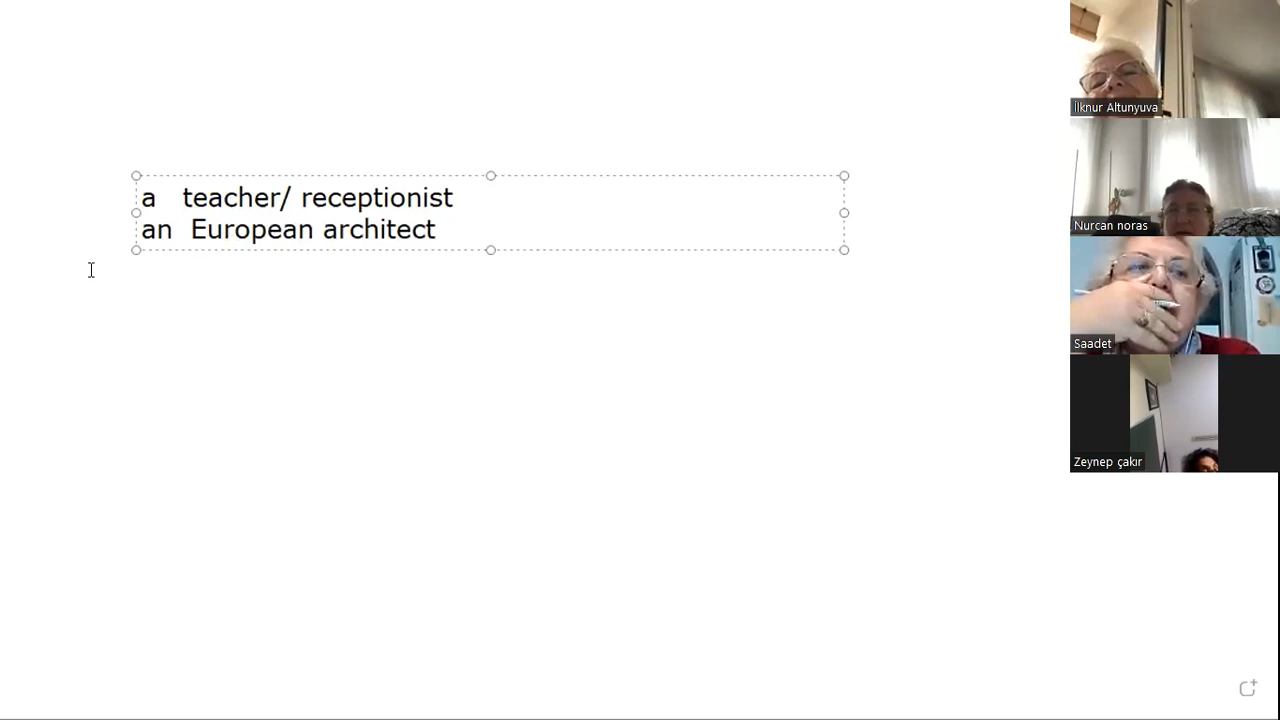 a teacher/ receptionist
an European architect
İlknur Altunyuva
Nurcan noras
Saadet
Zeynep çakır